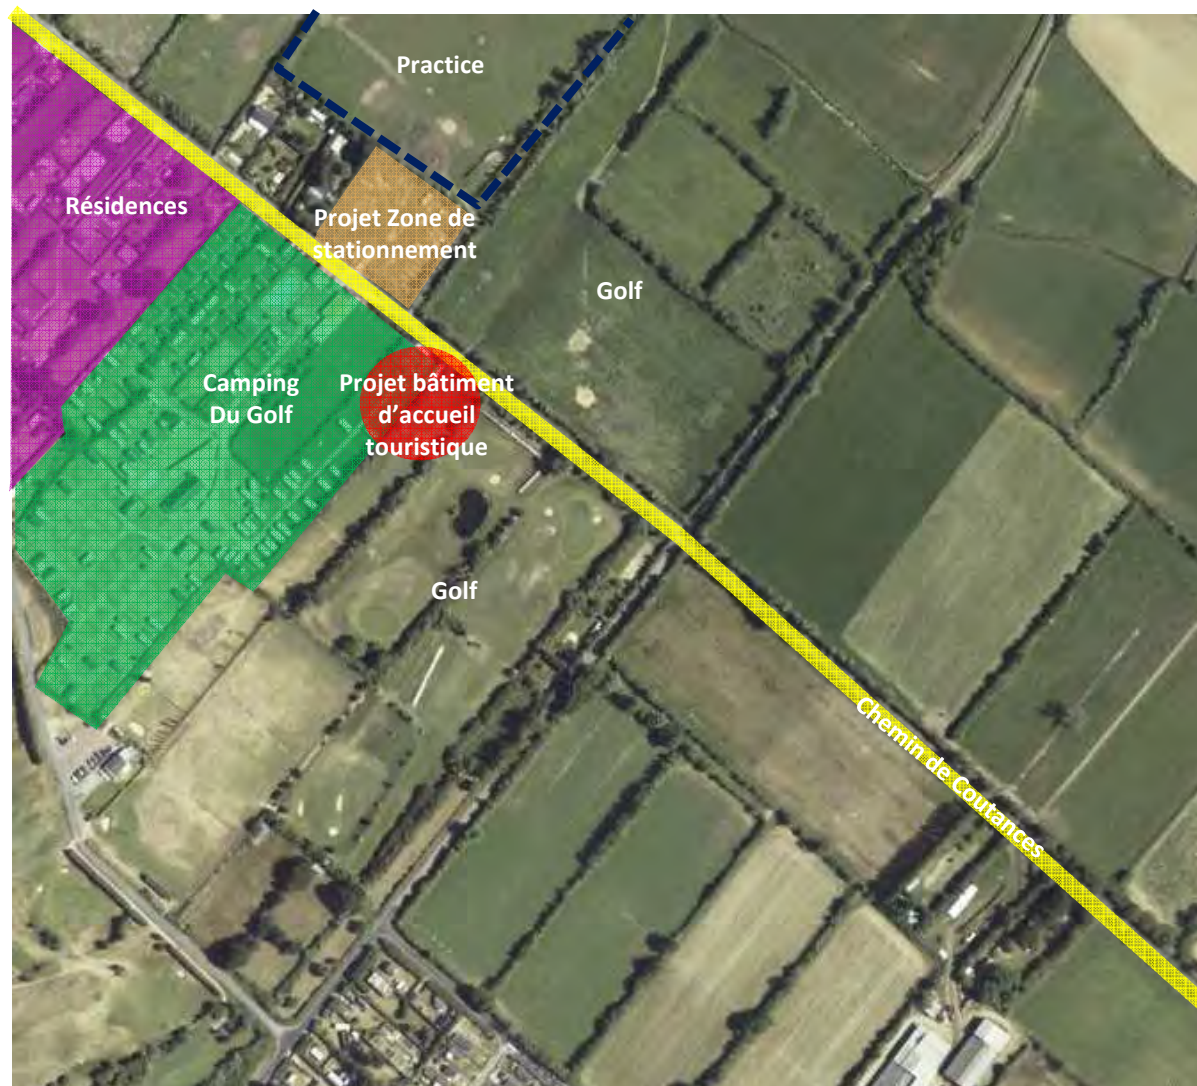 Practice
Résidences
Projet Zone de
stationnement
Golf
Camping
Du Golf
Projet bâtiment
d'accueil
touristique
Golf
Chemin de Coutances